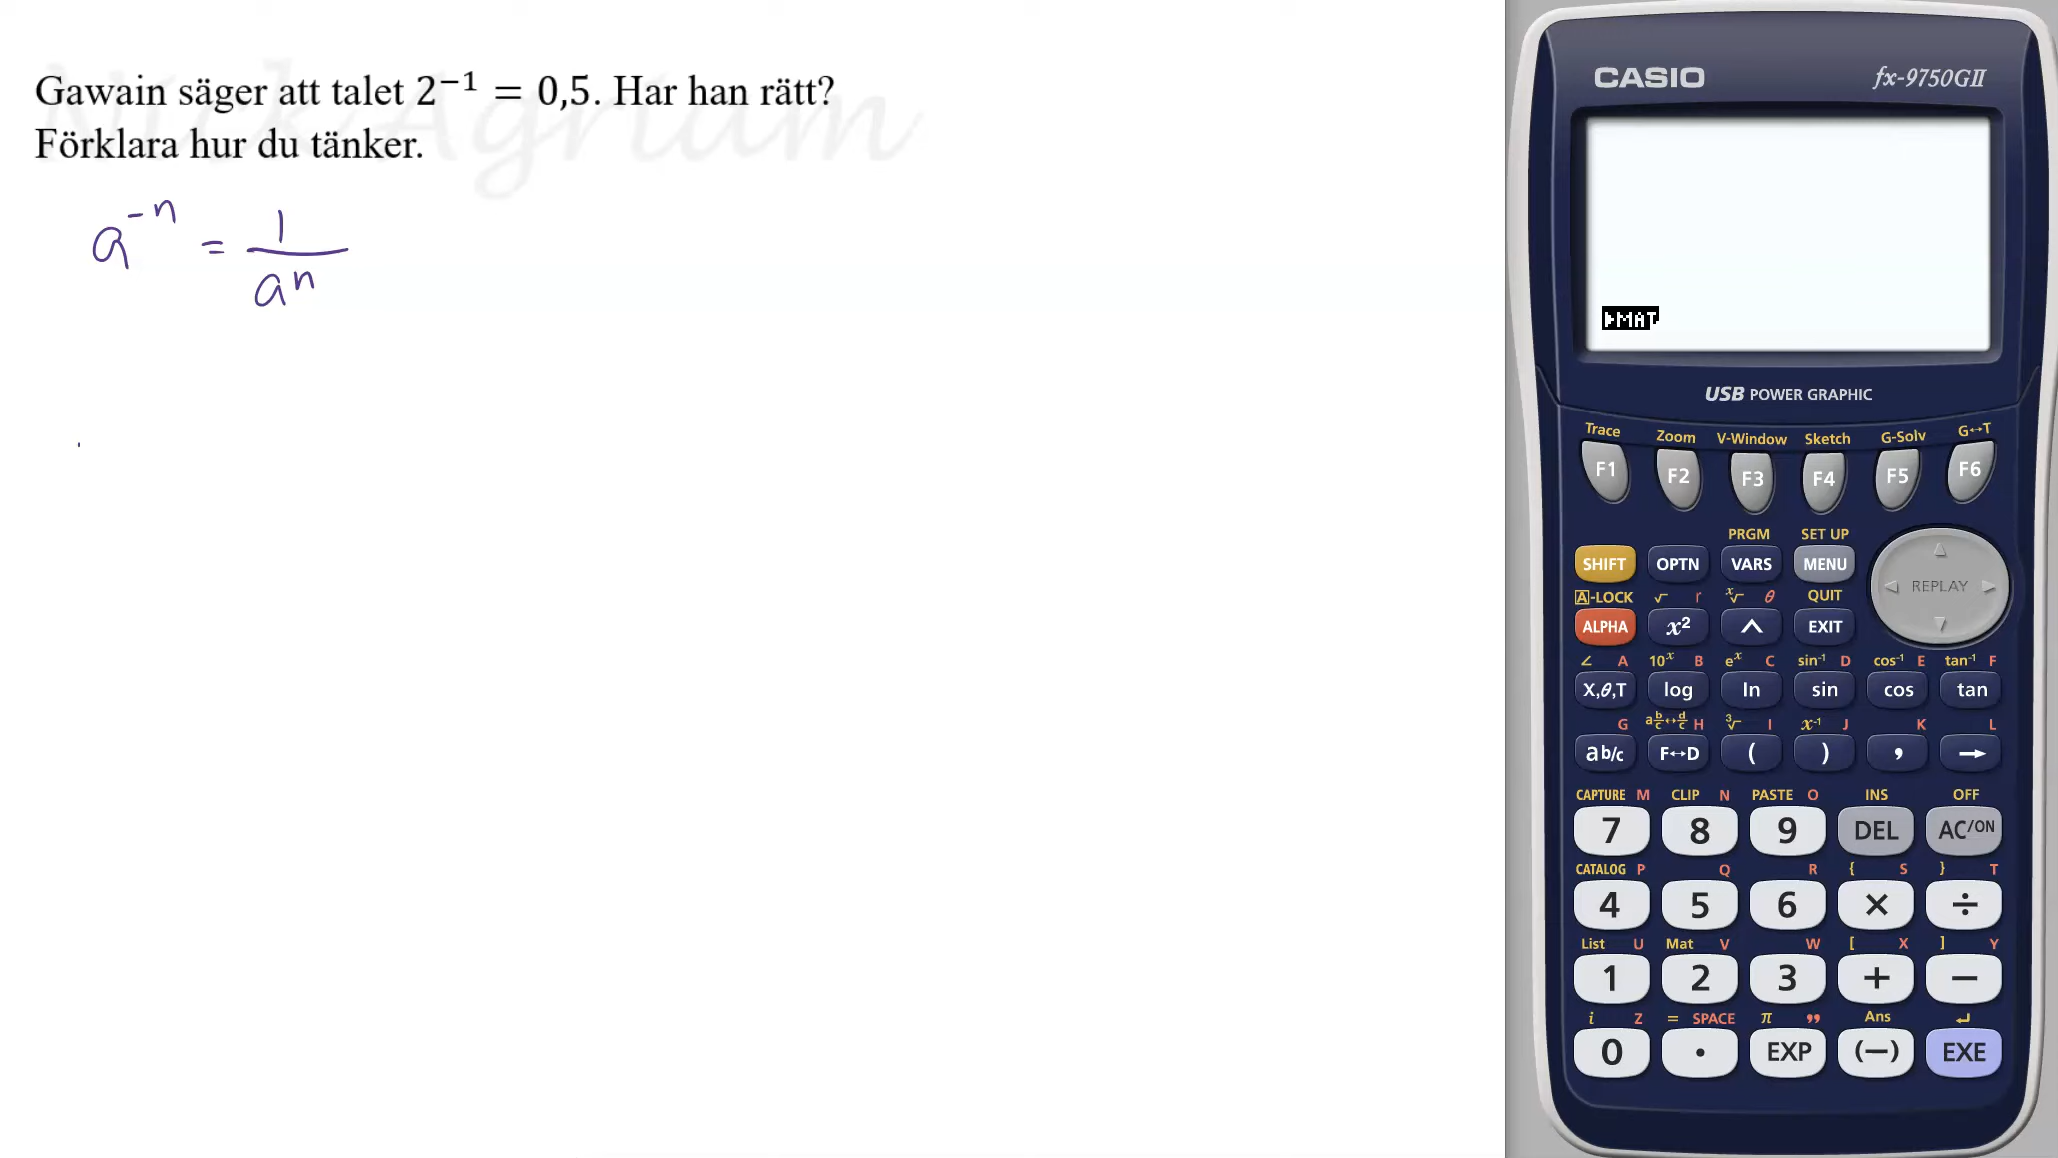 Gawain säger att talet 2⁻¹ = 0,5. Har han rätt?
Förklara hur du tänker.
Nick Agrium
a⁻ⁿ = 1/aⁿ
CASIO fx-9750GII
▶MAT
USB POWER GRAPHIC
Trace Zoom V-Window Sketch G-Solv G↔T
F1 F2 F3 F4 F5 F6
PRGM SET UP
SHIFT OPTN VARS MENU
REPLAY
A-LOCK √ r ˣ√ θ QUIT
ALPHA x² ^ EXIT
∠ A 10ˣ B eˣ C sin⁻¹ D cos⁻¹ E tan⁻¹ F
X,θ,T log ln sin cos tan
G a b/c↔d/c H ³√ I x⁻¹ J K L
a b/c F↔D ( ) , →
CAPTURE M CLIP N PASTE O INS OFF
7 8 9 DEL AC/ON
CATALOG P Q R { S } T
4 5 6 × ÷
List U Mat V W [ X ] Y
1 2 3 + −
i Z = SPACE π ” Ans ↵
0 . EXP (−) EXE